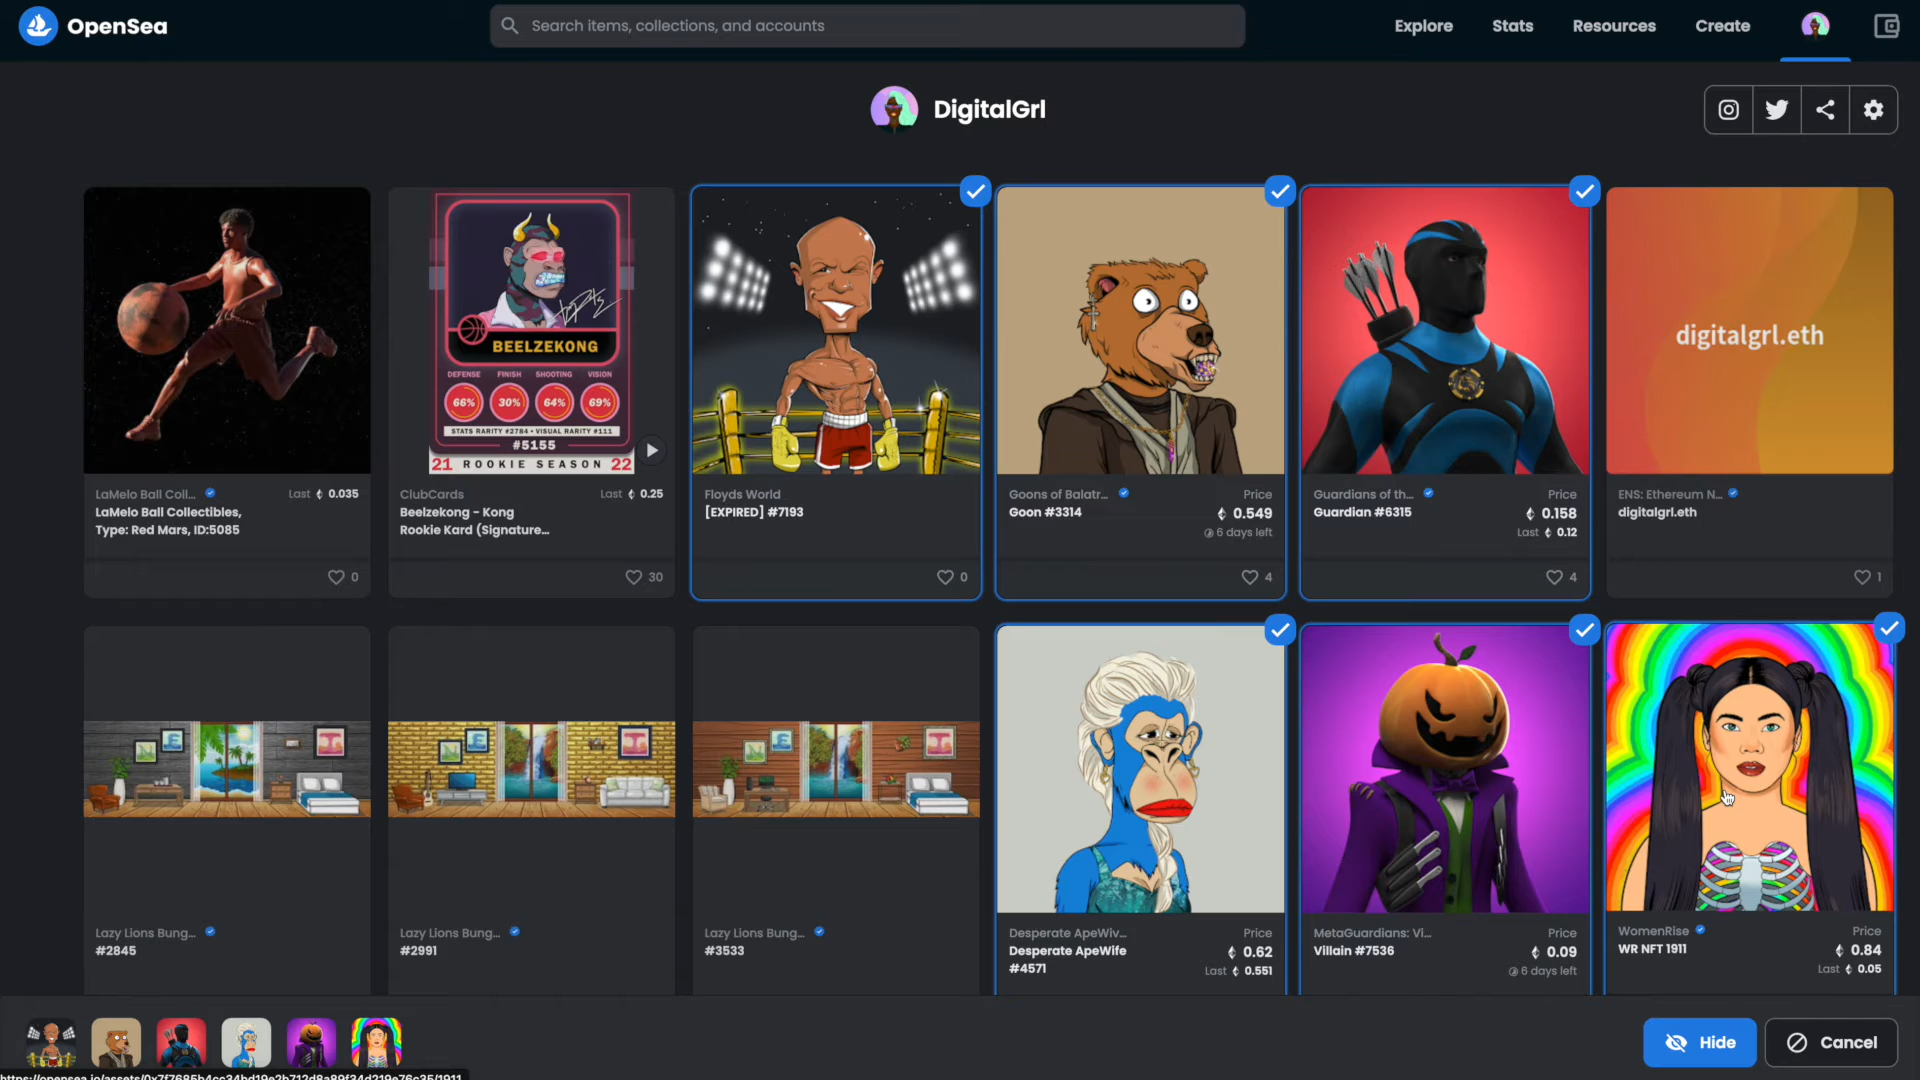 OpenSea
Search items, collections, and accounts
Explore
Stats
Resources
Create
DigitalGrl
BEELZEKONG
DEFENSE FINISH SHOOTING VISION
66% 30% 64% 69%
STATS RARITY #2784 • VISUAL RARITY #111
#5155
21 ROOKIE SEASON 22
digitalgrl.eth
LaMelo Ball Coll...
Last 0.035
LaMelo Ball Collectibles,
Type: Red Mars, ID:5085
0
ClubCards
Last 0.25
Beelzekong - Kong
Rookie Kard (Signature...
30
Floyds World
[EXPIRED] #7193
0
Goons of Balatr...
Price
Goon #3314
0.549
6 days left
4
Guardians of th...
Price
Guardian #6315
0.158
Last 0.12
4
ENS: Ethereum N...
digitalgrl.eth
1
Lazy Lions Bung...
#2845
Lazy Lions Bung...
#2991
Lazy Lions Bung...
#3533
Desperate ApeWiv...
Price
Desperate ApeWife
#4571
0.62
Last 0.551
MetaGuardians: Vi...
Price
Villain #7536
0.09
6 days left
WomenRise
Price
WR NFT 1911
0.84
Last 0.05
Hide
Cancel